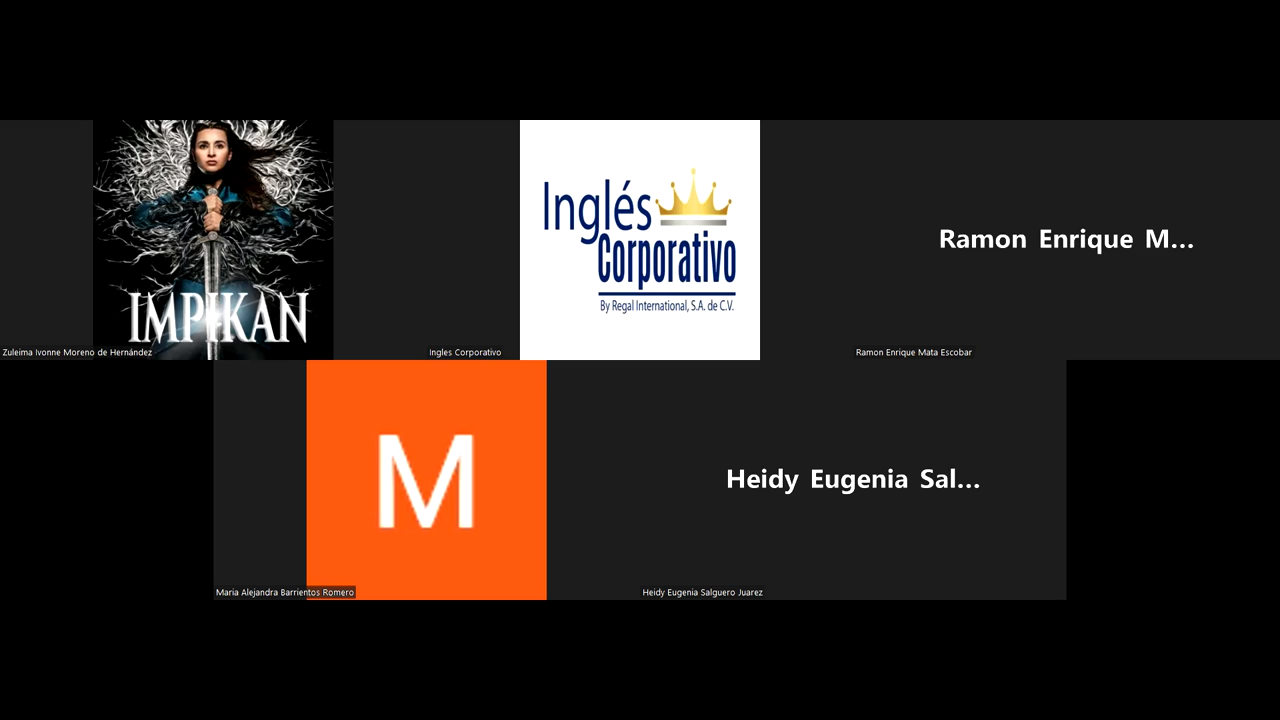 IMPIKAN
Zuleima Ivonne Moreno de Hernández
Inglés
Corporativo
By Regal International, S.A. de C.V.
Ingles Corporativo
Ramon Enrique M...
Ramon Enrique Mata Escobar
M
Maria Alejandra Barrientos Romero
Heidy Eugenia Sal...
Heidy Eugenia Salguero Juarez